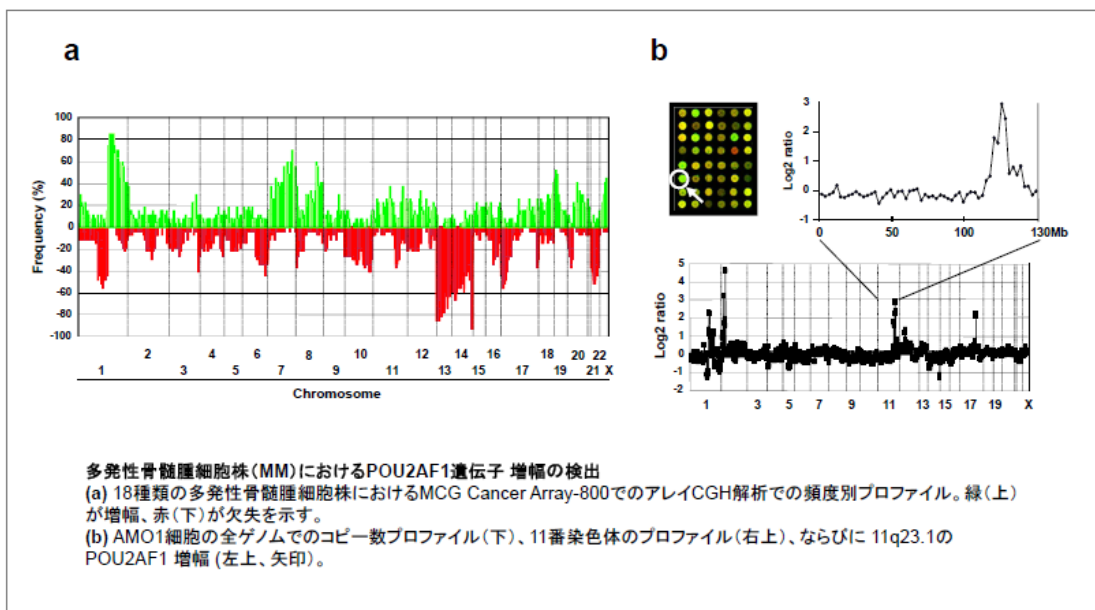 a
b
100
80
60
40
20
0
-20
-40
-60
-80
-100
Frequency (%)
2 4 5 6 8 10 12 14 16 18 20 22
1 3 5 7 9 11 13 15 17 19 21 X
Chromosome
3
2
1
0
-1
Log2 ratio
0 50 100 130Mb
5
4
3
2
1
0
-1
-2
Log2 ratio
1 3 5 7 9 11 13 15 17 19 X
多発性骨髄腫細胞株(MM)におけるPOU2AF1遺伝子 増幅の検出
(a) 18種類の多発性骨髄腫細胞株におけるMCG Cancer Array-800でのアレイCGH解析での頻度別プロファイル。緑(上)
が増幅、赤(下)が欠失を示す。
(b) AMO1細胞の全ゲノムでのコピー数プロファイル(下)、11番染色体のプロファイル(右上)、ならびに 11q23.1の
POU2AF1 増幅 (左上、矢印)。